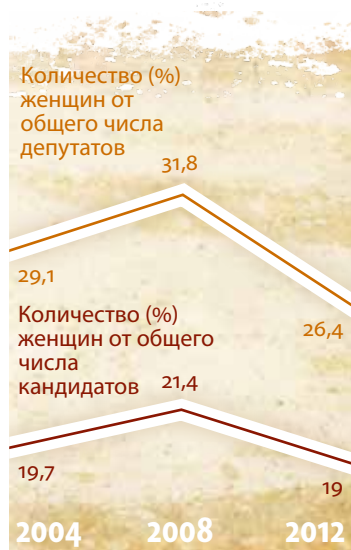 Количество (%)
женщин от
общего числа
депутатов
31,8
29,1
26,4
Количество (%)
женщин от общего
числа
кандидатов
21,4
19,7
19
2004 2008 2012